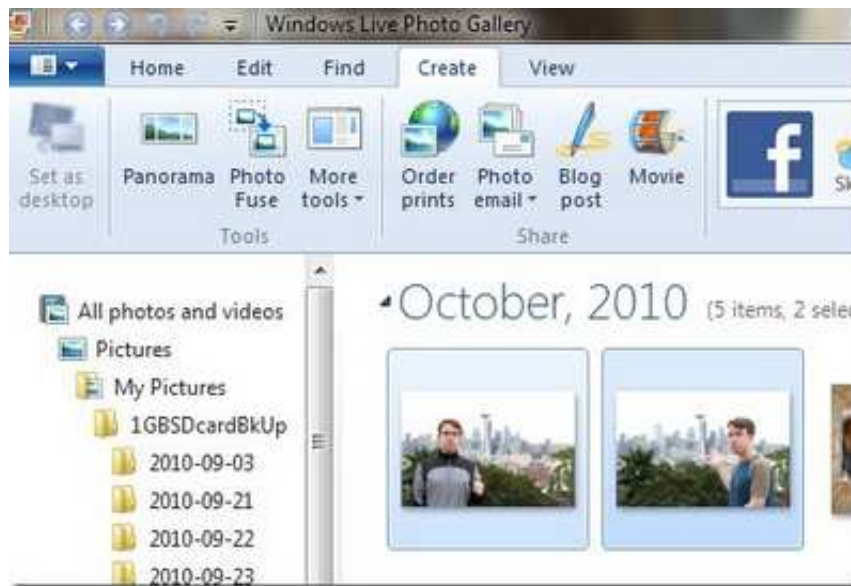 Windows Live Photo Gallery
Home Edit Find Create View
Set as desktop
Panorama
Photo Fuse
More tools
Order prints
Photo email
Blog post
Movie
f
Tools
Share
All photos and videos
Pictures
My Pictures
1GBSDcardBkUp
2010-09-03
2010-09-21
2010-09-22
2010-09-23
October, 2010 (5 items, 2 selec